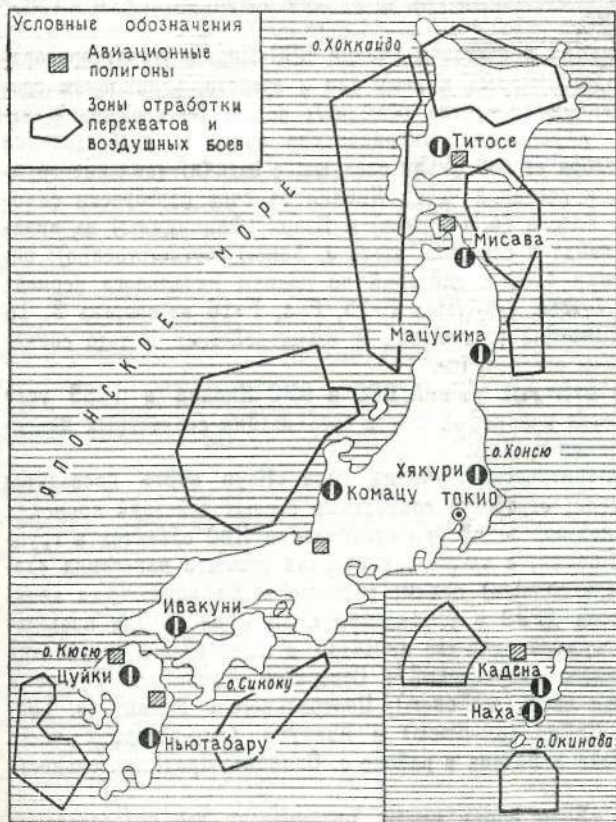 Условные обозначения
Авиационные
полигоны
Зоны отработки
перехватов и
воздушных боев
о.Хоккайдо
Титосе
ЯПОНСКОЕ МОРЕ
Мисава
Мацусима
о.Хонсю
Хякури
ТОКИО
Комацу
Ивакуни
о.Кюсю
Цуйки
о.Сикоку
Ньютабару
Кадена
Наха
о.Окинава